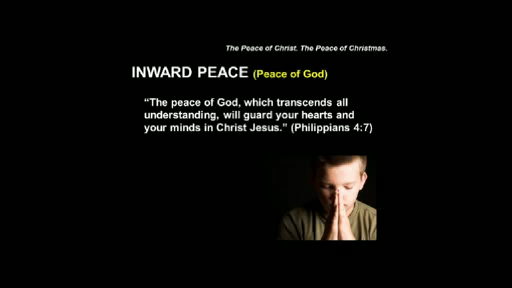 The Peace of Christ. The Peace of Christmas.
INWARD PEACE (Peace of God)
“The peace of God, which transcends all
understanding, will guard your hearts and
your minds in Christ Jesus.” (Philippians 4:7)